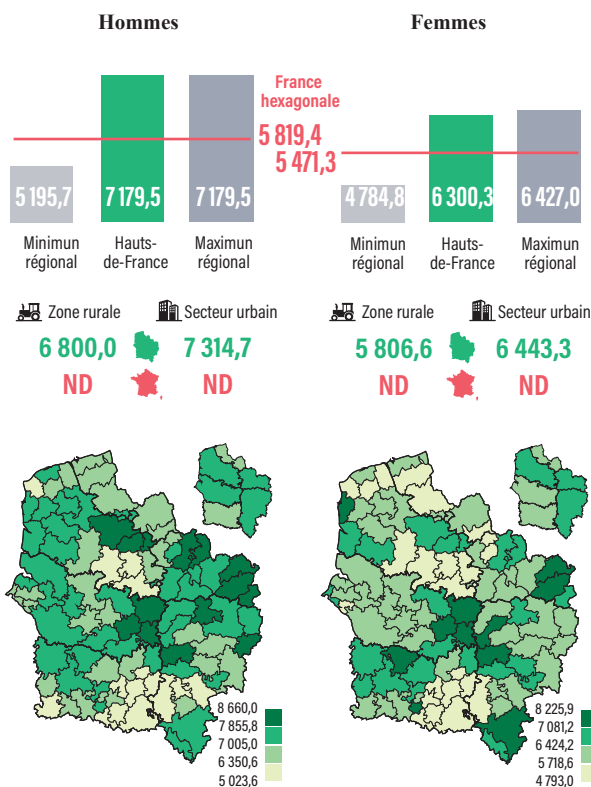 Hommes
Femmes
France
hexagonale
5 819,4
5 471,3
5 195,7
7 179,5
7 179,5
4 784,8
6 300,3
6 427,0
Minimun
régional
Hauts-
de-France
Maximun
régional
Minimun
régional
Hauts-
de-France
Maximun
régional
Zone rurale
Secteur urbain
Zone rurale
Secteur urbain
6 800,0
7 314,7
5 806,6
6 443,3
ND
ND
ND
ND
8 660,0
7 855,8
7 005,0
6 350,6
5 023,6
8 225,9
7 081,2
6 424,2
5 718,6
4 793,0